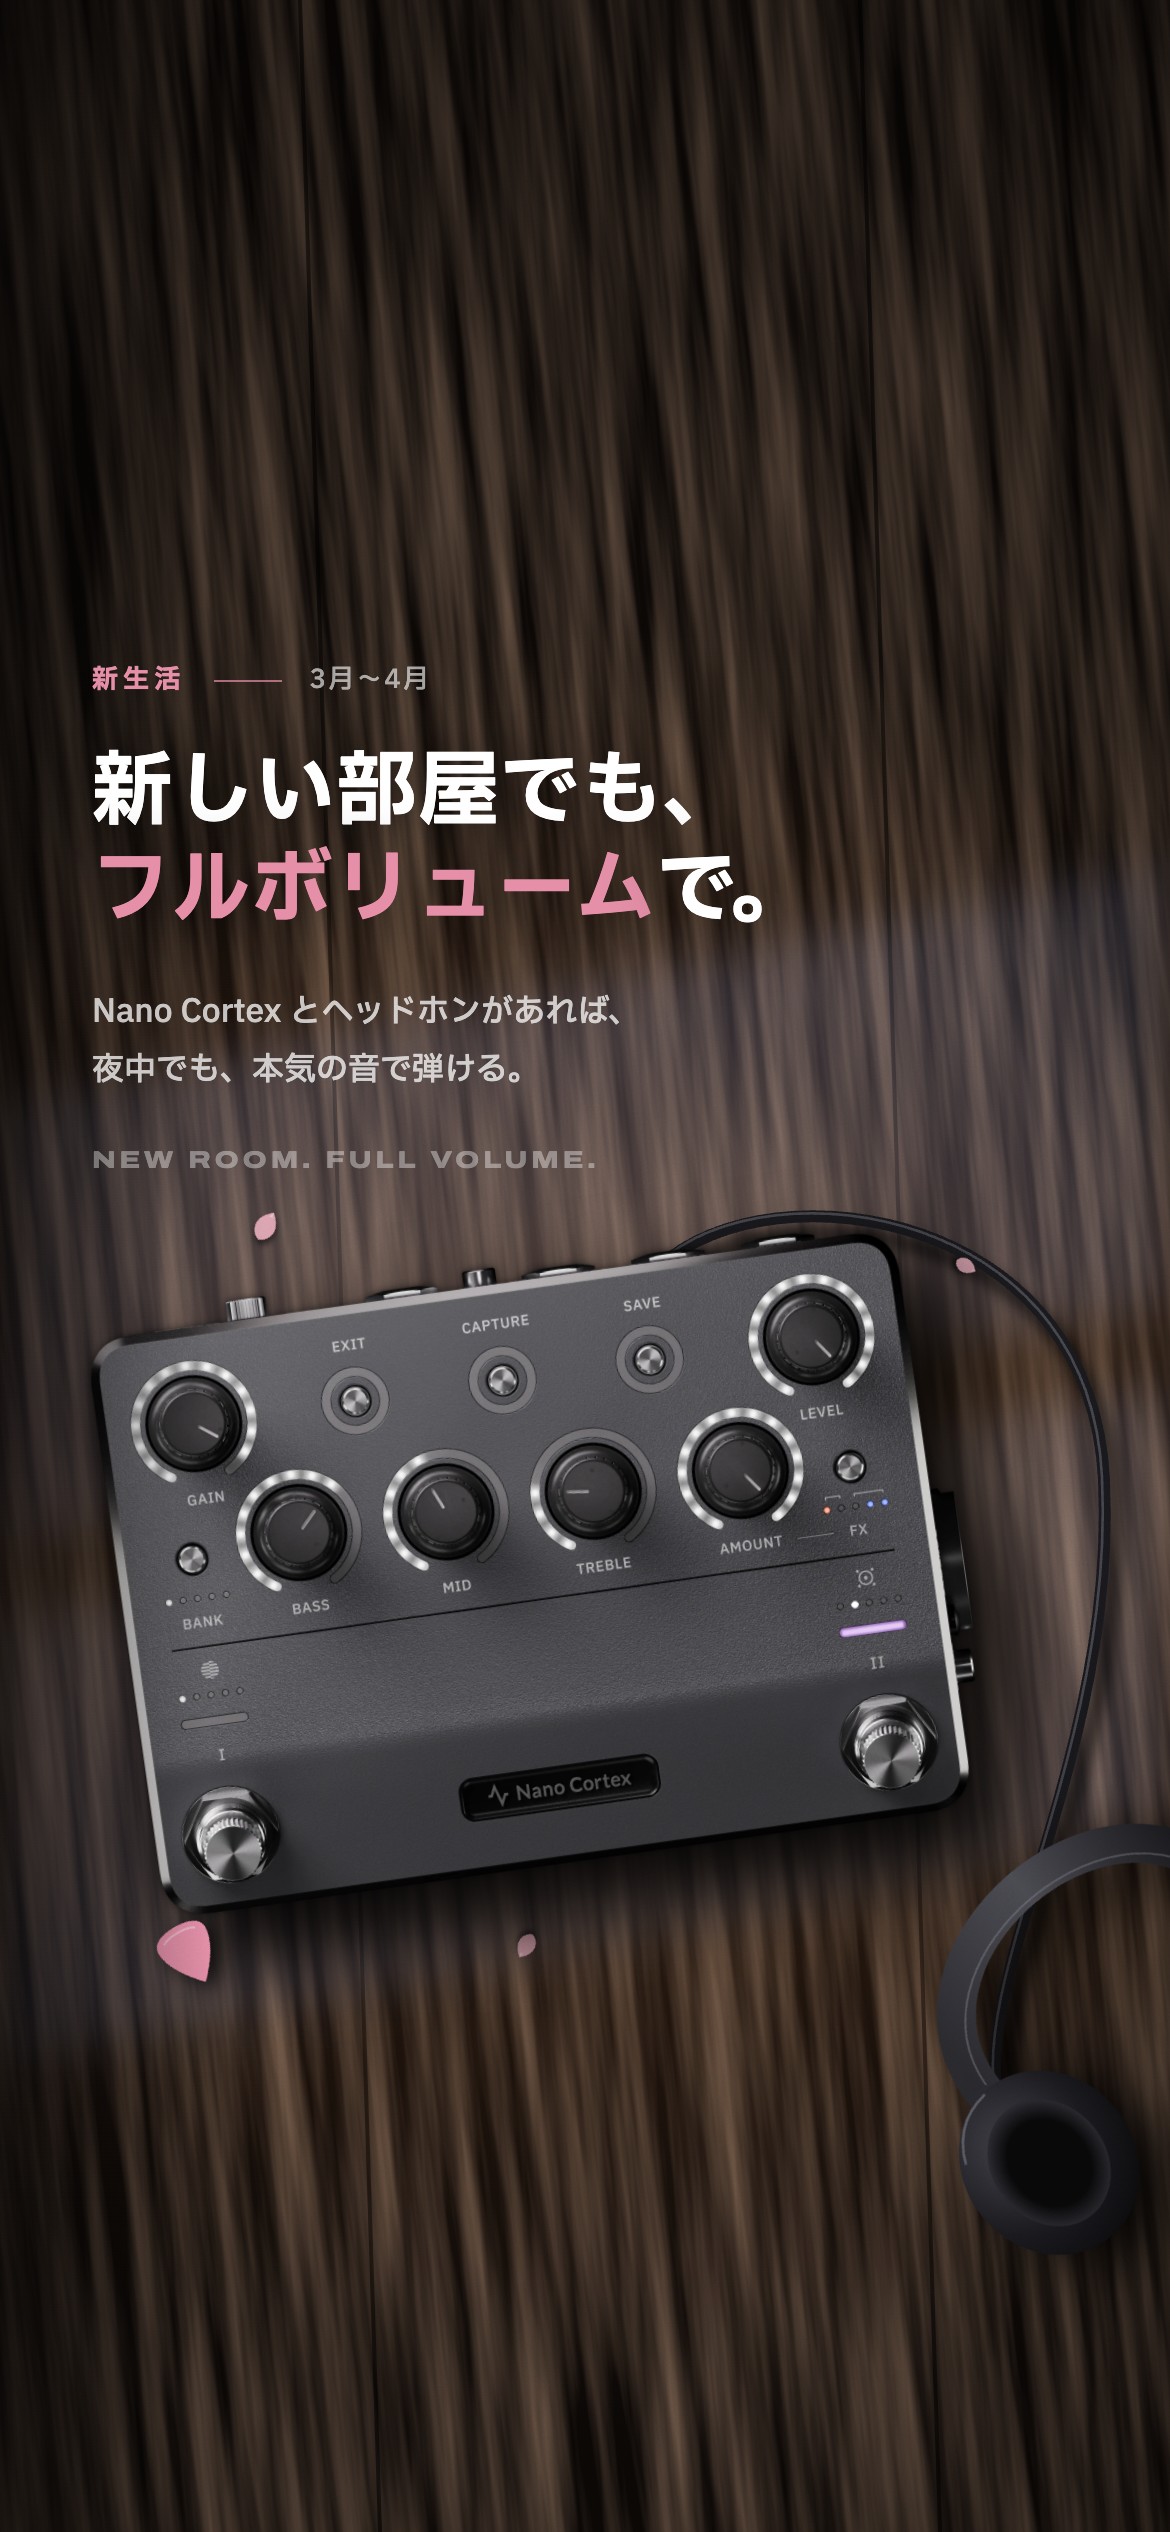 新生活 3月〜4月
新しい部屋でも、
フルボリュームで。
Nano Cortex とヘッドホンがあれば、
夜中でも、本気の音で弾ける。
NEW ROOM. FULL VOLUME.
EXIT
CAPTURE
SAVE
LEVEL
GAIN
BASS
MID
TREBLE
AMOUNT
FX
BANK
I
II
Nano Cortex